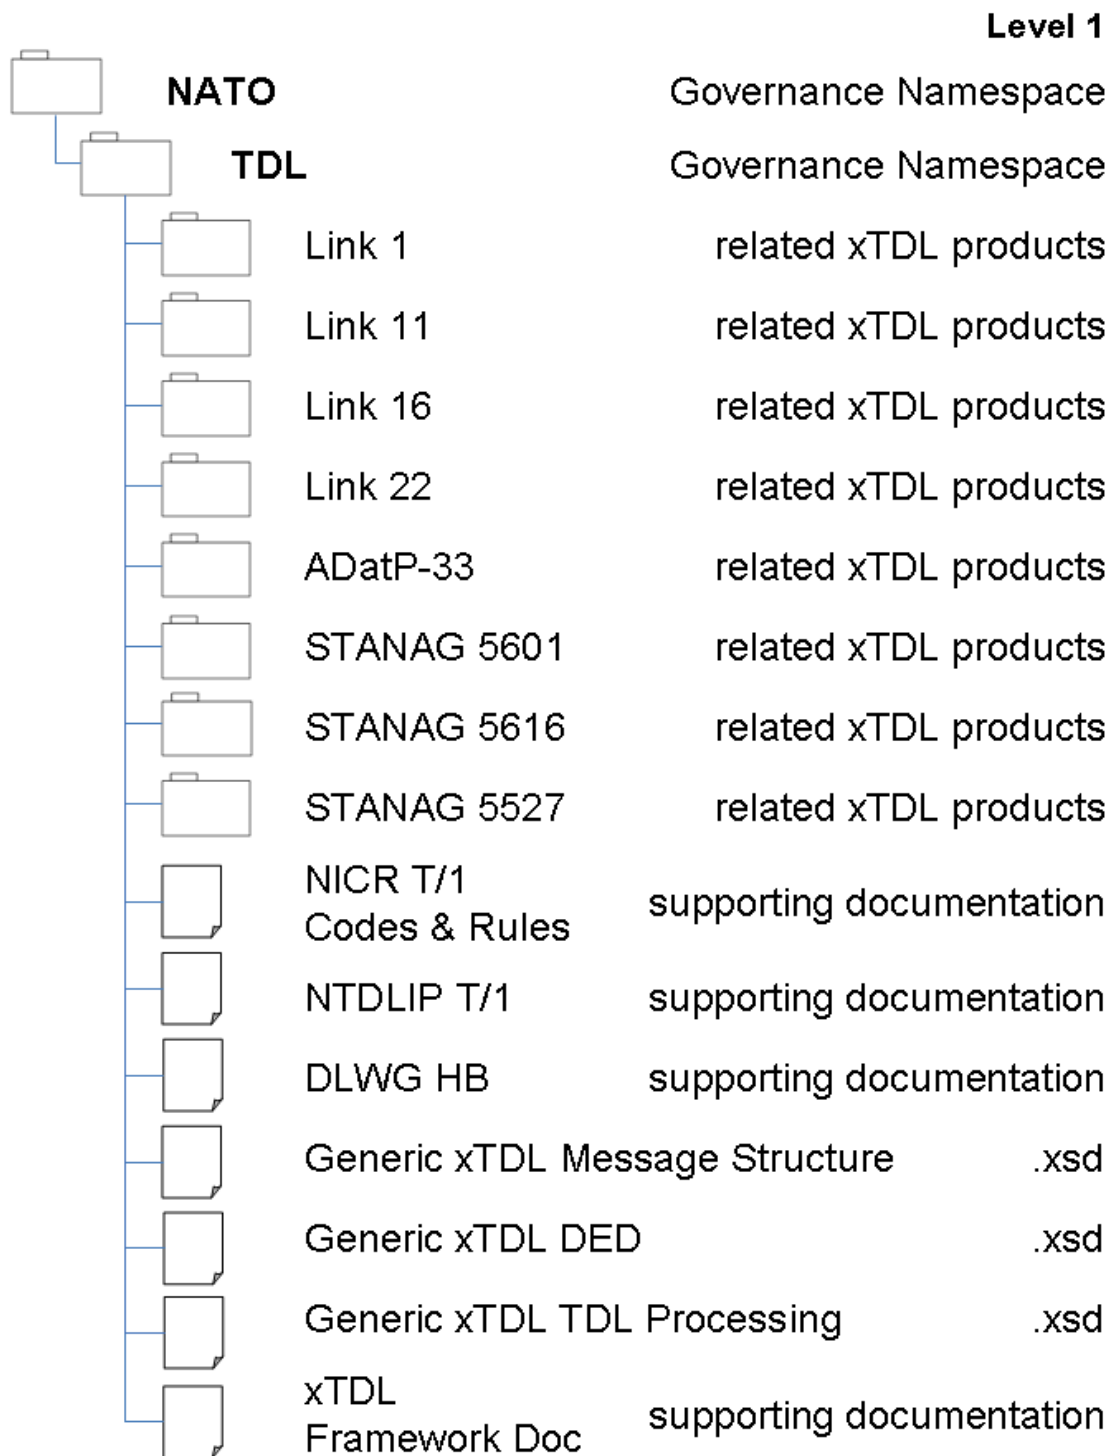 Level 1
NATO Governance Namespace
TDL Governance Namespace
Link 1 related xTDL products
Link 11 related xTDL products
Link 16 related xTDL products
Link 22 related xTDL products
ADatP-33 related xTDL products
STANAG 5601 related xTDL products
STANAG 5616 related xTDL products
STANAG 5527 related xTDL products
NICR T/1
Codes & Rules supporting documentation
NTDLIP T/1 supporting documentation
DLWG HB supporting documentation
Generic xTDL Message Structure .xsd
Generic xTDL DED .xsd
Generic xTDL TDL Processing .xsd
xTDL
Framework Doc supporting documentation